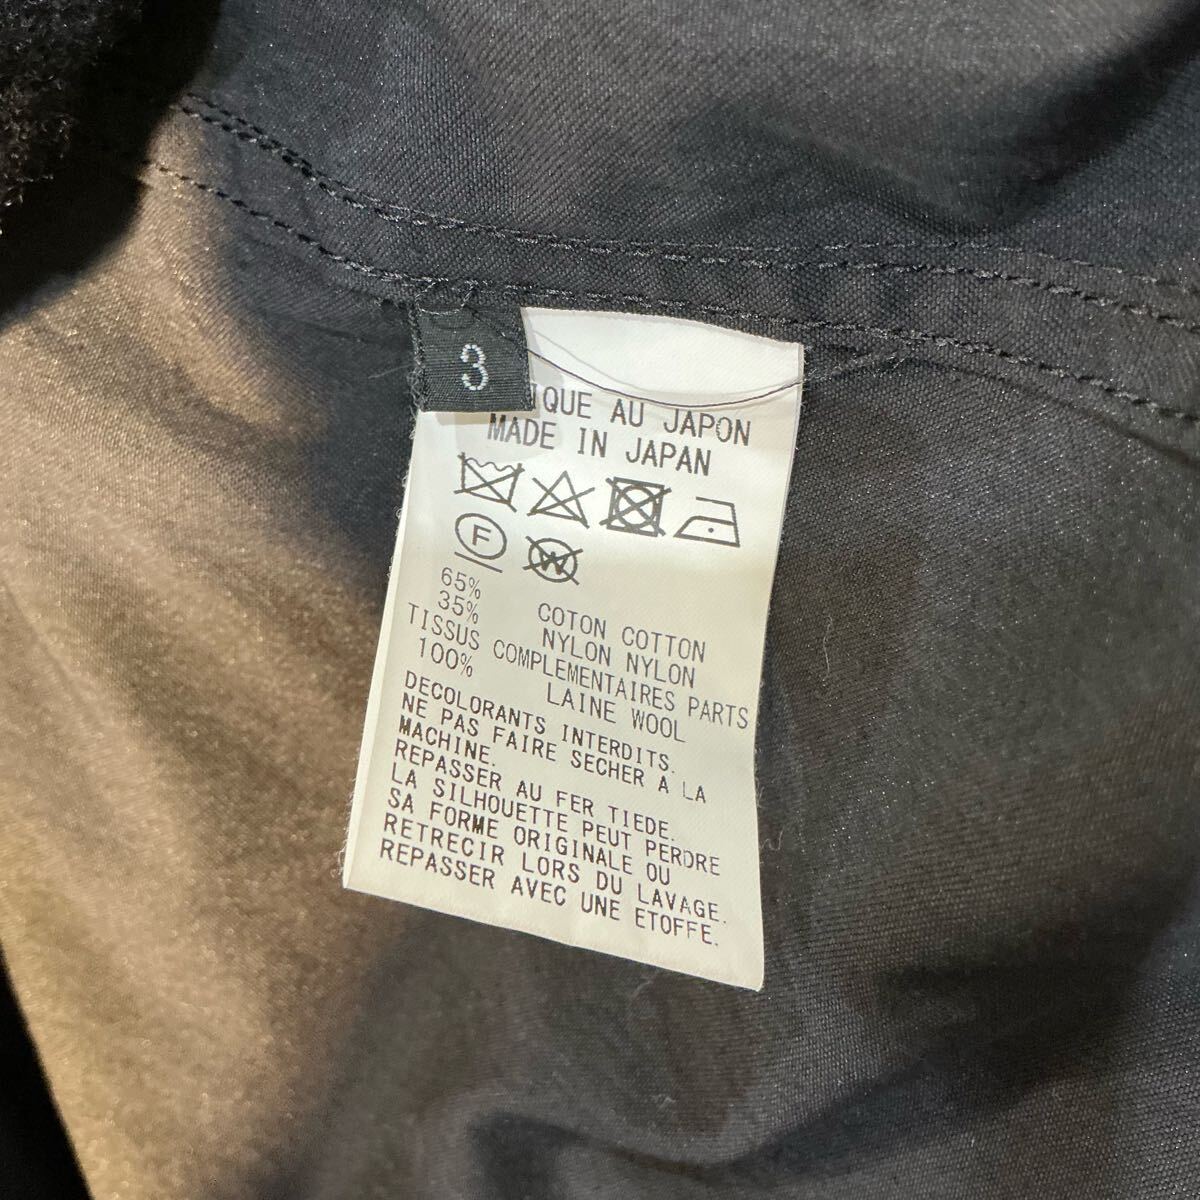 3
IQUE AU JAPON
MADE IN JAPAN
F W
65% COTON COTTON
35% NYLON NYLON
TISSUS COMPLEMENTAIRES PARTS
100% LAINE WOOL
DECOLORANTS INTERDITS.
NE PAS FAIRE SECHER A LA
MACHINE.
REPASSER AU FER TIEDE.
LA SILHOUETTE PEUT PERDRE
SA FORME ORIGINALE OU
RETRECIR LORS DU LAVAGE.
REPASSER AVEC UNE ETOFFE.